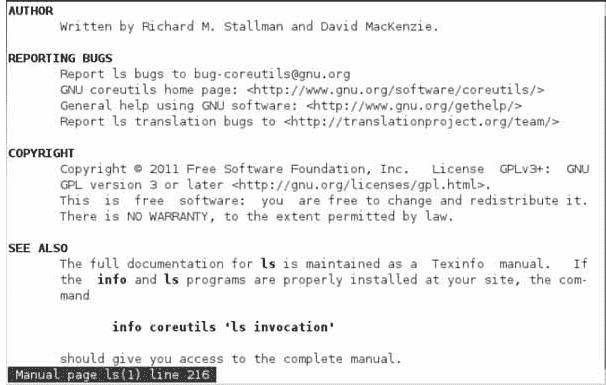 AUTHOR
Written by Richard M. Stallman and David MacKenzie.
REPORTING BUGS
Report ls bugs to bug-coreutils@gnu.org
GNU coreutils home page: <http://www.gnu.org/software/coreutils/>
General help using GNU software: <http://www.gnu.org/gethelp/>
Report ls translation bugs to <http://translationproject.org/team/>
COPYRIGHT
Copyright © 2011 Free Software Foundation, Inc. License GPLv3+: GNU
GPL version 3 or later <http://gnu.org/licenses/gpl.html>.
This is free software: you are free to change and redistribute it.
There is NO WARRANTY, to the extent permitted by law.
SEE ALSO
The full documentation for ls is maintained as a Texinfo manual. If
the info and ls programs are properly installed at your site, the com-
mand
info coreutils 'ls invocation'
should give you access to the complete manual.
Manual page ls(1) line 216